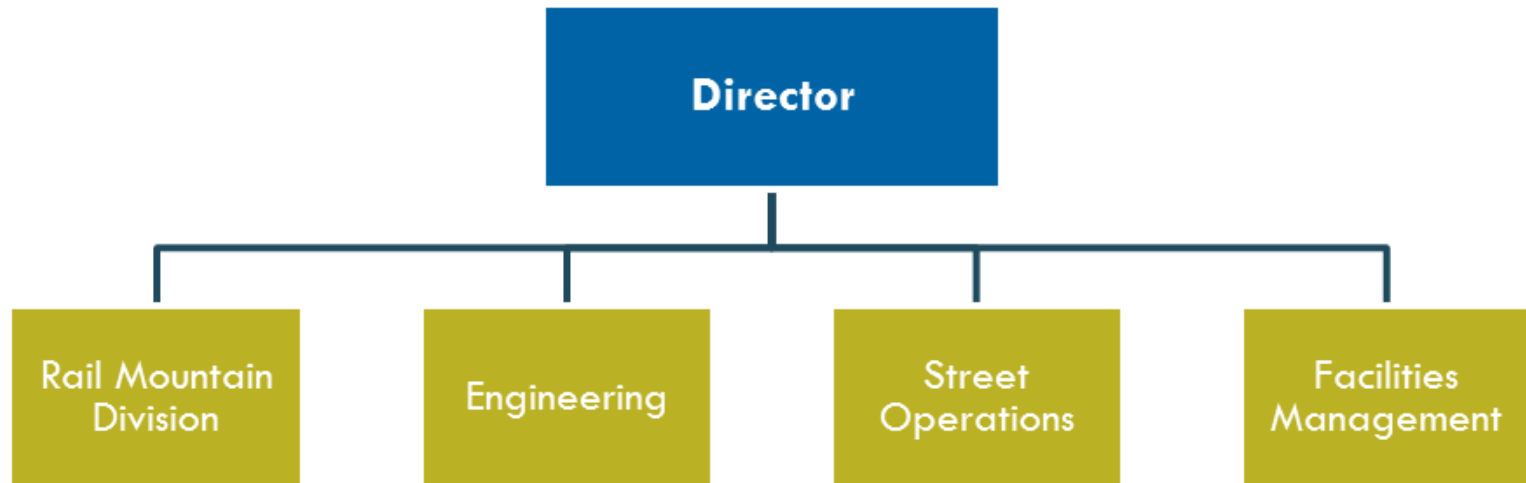 Director
Rail Mountain
Division
Engineering
Street
Operations
Facilities
Management